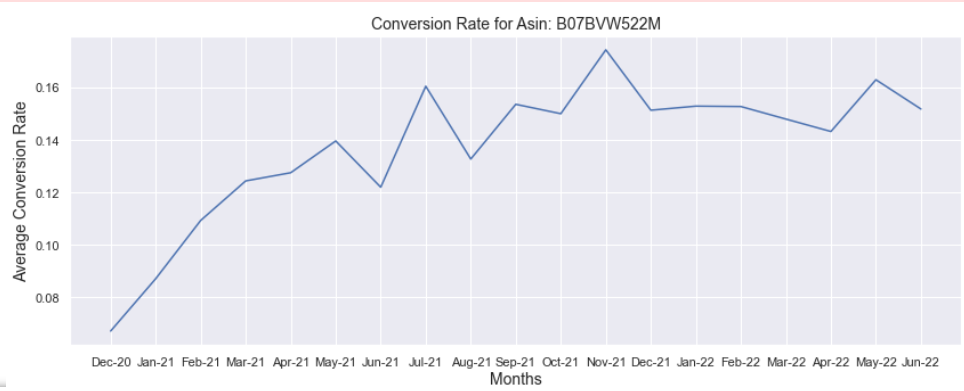 Conversion Rate for Asin: B07BVW522M
Average Conversion Rate
0.16
0.14
0.12
0.10
0.08
Dec-20 Jan-21 Feb-21 Mar-21 Apr-21 May-21 Jun-21 Jul-21 Aug-21 Sep-21 Oct-21 Nov-21 Dec-21 Jan-22 Feb-22 Mar-22 Apr-22 May-22 Jun-22
Months